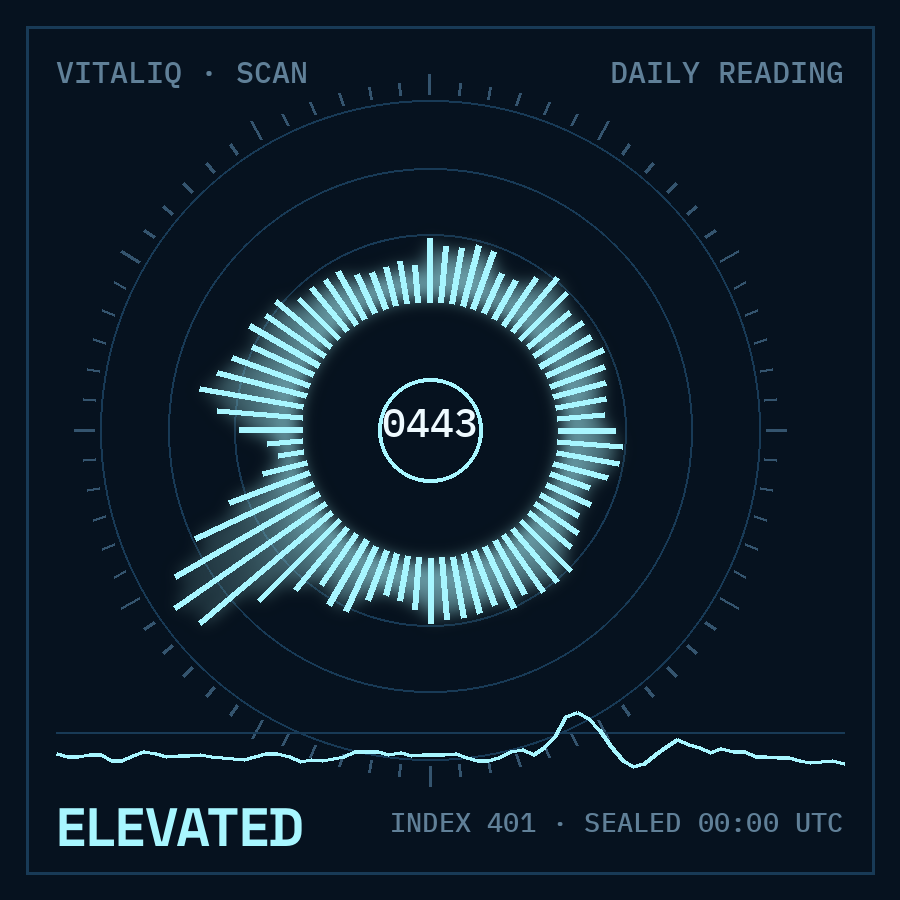 VITALIQ · SCAN
DAILY READING
0443
ELEVATED
INDEX 401 · SEALED 00:00 UTC